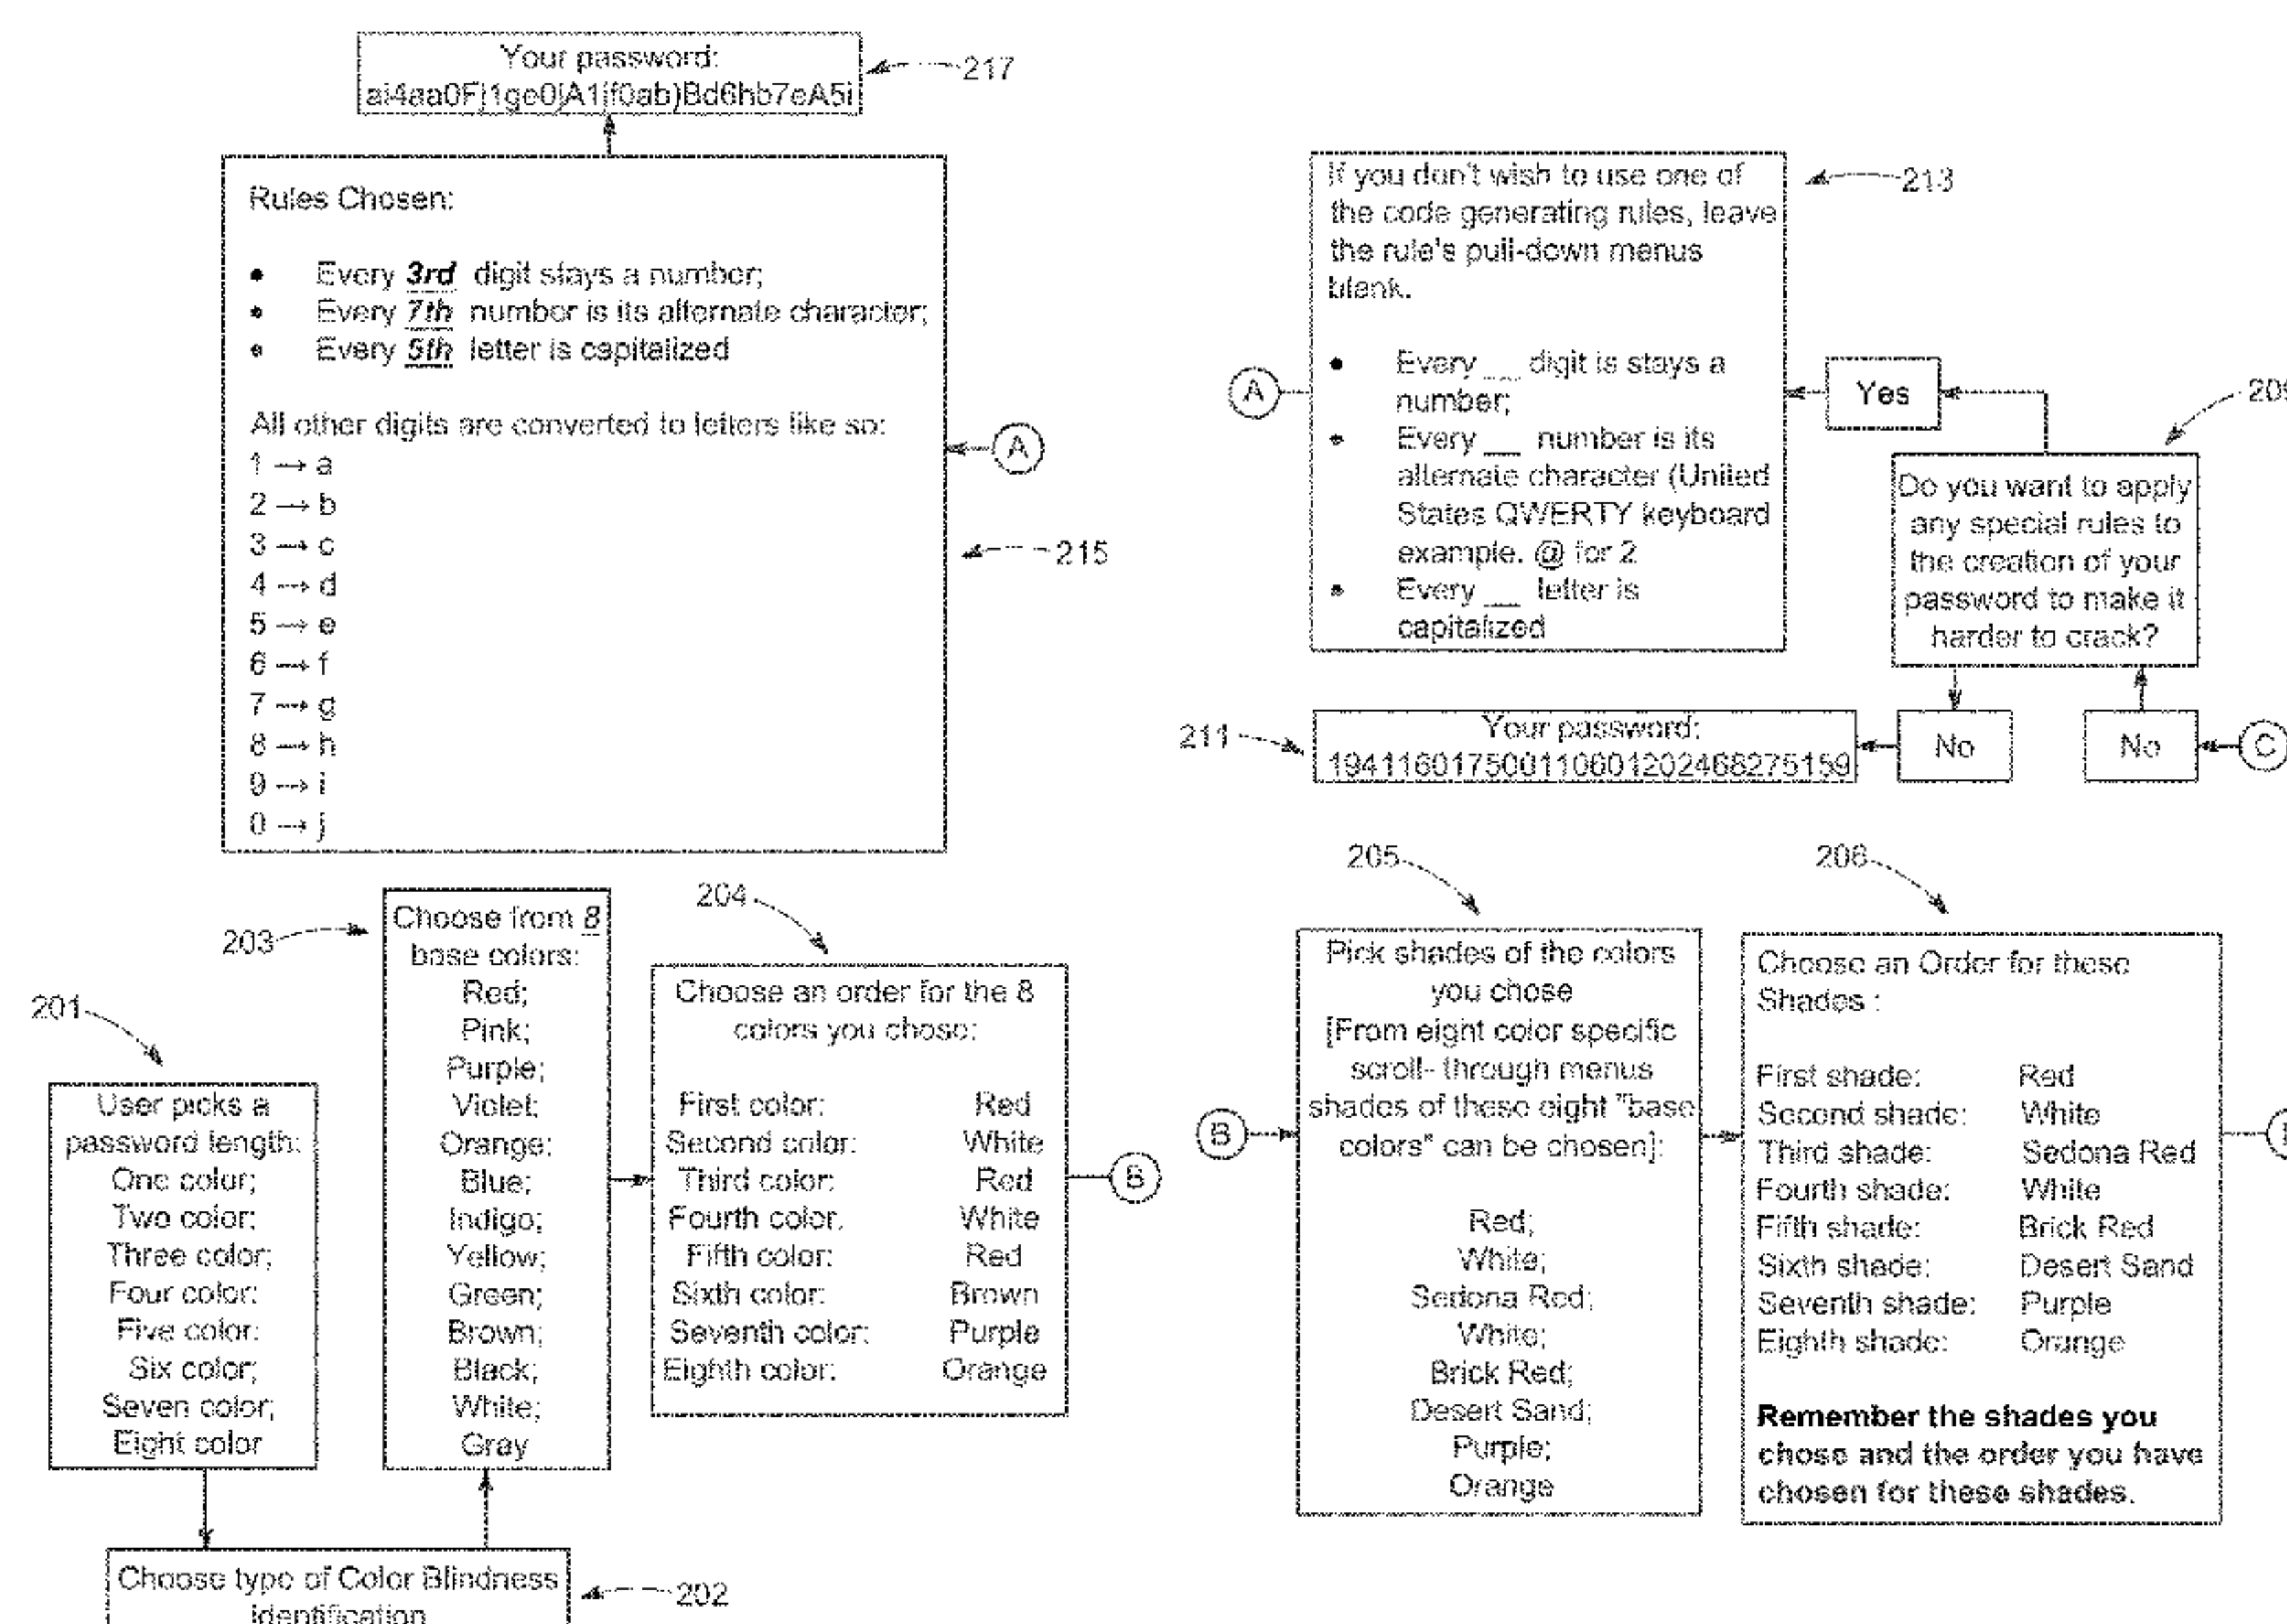 Your password:
ai4aa0Fj1ge0jA1jf0ab)Bd6hb7eA5i
217
Rules Chosen:
• Every 3rd digit stays a number;
• Every 7th number is its alternate character;
• Every 5th letter is capitalized
All other digits are converted to letters like so:
1 → a
2 → b
3 → c
4 → d
5 → e
6 → f
7 → g
8 → h
9 → i
0 → j
A
215
If you don't wish to use one of
the code generating rules, leave
the rule's pull-down menus
blank.
• Every __ digit is stays a
number;
• Every __ number is its
alternate character (United
States QWERTY keyboard
example. @ for 2
• Every __ letter is
capitalized
213
A
Yes
Do you want to apply
any special rules to
the creation of your
password to make it
harder to crack?
No
No
C
211
Your password:
194116017500110601202468275159
201
User picks a
password length:
One color;
Two color;
Three color;
Four color;
Five color;
Six color;
Seven color;
Eight color
Choose type of Color Blindness
Identification
202
203
Choose from 8
base colors:
Red;
Pink;
Purple;
Violet;
Orange;
Blue;
Indigo;
Yellow;
Green;
Brown;
Black;
White;
Gray
204
Choose an order for the 8
colors you chose:
First color: Red
Second color: White
Third color: Red
Fourth color: White
Fifth color: Red
Sixth color: Brown
Seventh color: Purple
Eighth color: Orange
B
B
205
Pick shades of the colors
you chose
[From eight color specific
scroll- through menus
shades of these eight "base
colors" can be chosen]:
Red;
White;
Sedona Red;
White;
Brick Red;
Desert Sand;
Purple;
Orange
206
Choose an Order for these
Shades :
First shade: Red
Second shade: White
Third shade: Sedona Red
Fourth shade: White
Fifth shade: Brick Red
Sixth shade: Desert Sand
Seventh shade: Purple
Eighth shade: Orange
Remember the shades you
chose and the order you have
chosen for these shades.